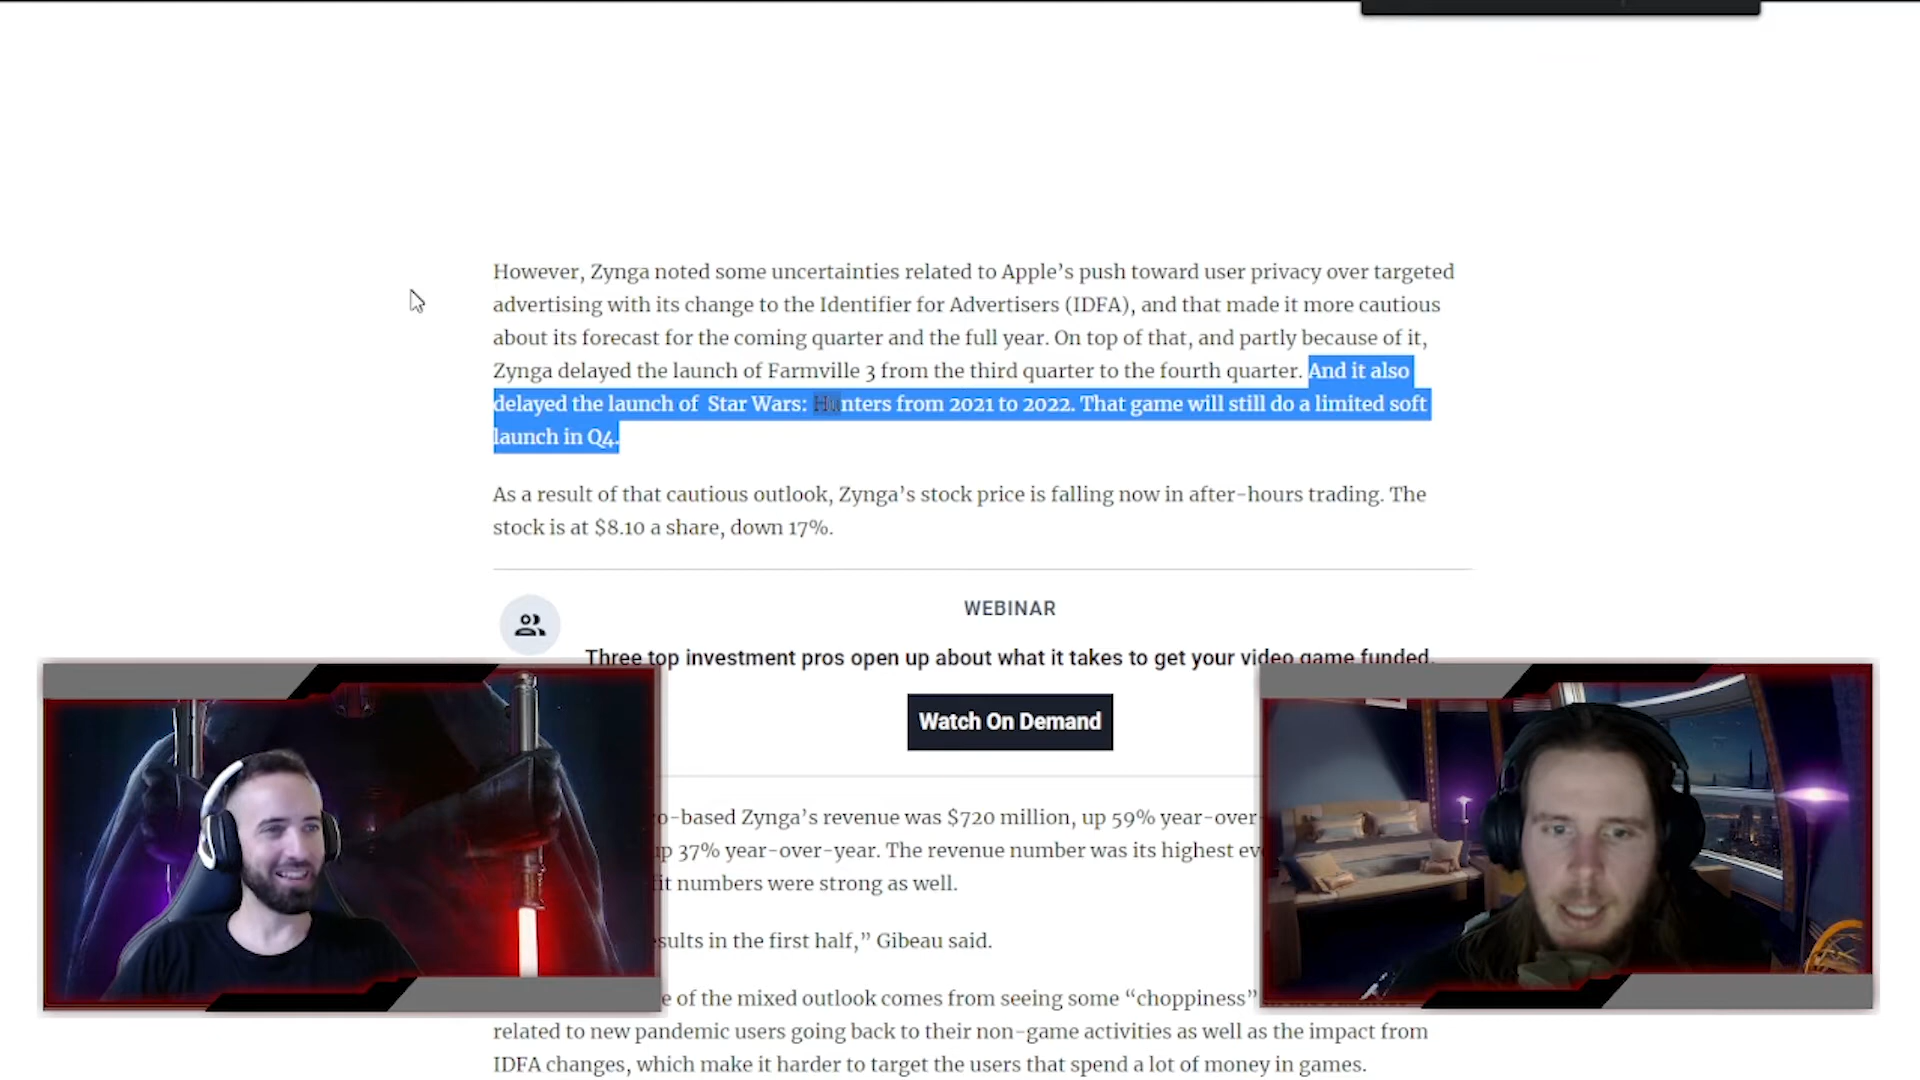 However, Zynga noted some uncertainties related to Apple’s push toward user privacy over targeted
advertising with its change to the Identifier for Advertisers (IDFA), and that made it more cautious
about its forecast for the coming quarter and the full year. On top of that, and partly because of it,
Zynga delayed the launch of Farmville 3 from the third quarter to the fourth quarter. And it also
delayed the launch of Star Wars: Hunters from 2021 to 2022. That game will still do a limited soft
launch in Q4.
As a result of that cautious outlook, Zynga’s stock price is falling now in after-hours trading. The
stock is at $8.10 a share, down 17%.
WEBINAR
Three top investment pros open up about what it takes to get your video game funded.
Watch On Demand
o-based Zynga’s revenue was $720 million, up 59% year-over-
p 37% year-over-year. The revenue number was its highest
numbers were strong as well.
in the first half,” Gibeau said.
of the mixed outlook comes from seeing some “choppiness”
related to new pandemic users going back to their non-game activities as well as the impact from
IDFA changes, which make it harder to target the users that spend a lot of money in games.